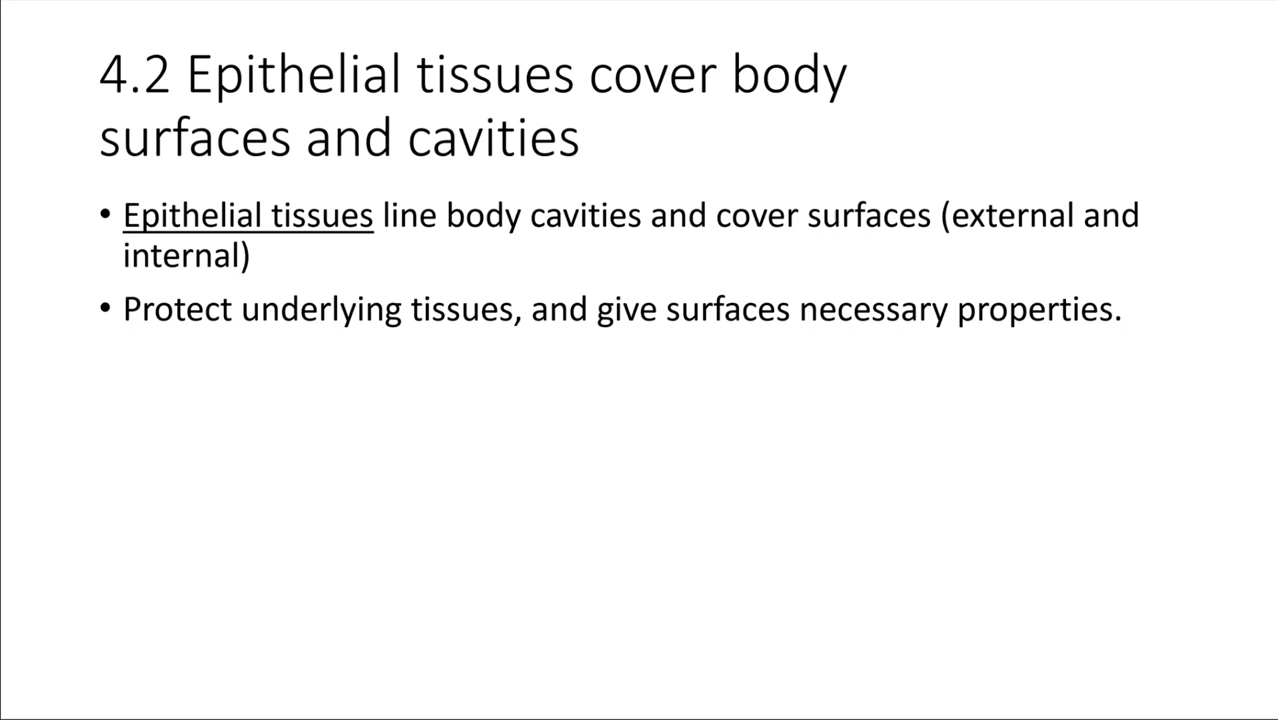 4.2 Epithelial tissues cover body
surfaces and cavities
• Epithelial tissues line body cavities and cover surfaces (external and
internal)
• Protect underlying tissues, and give surfaces necessary properties.